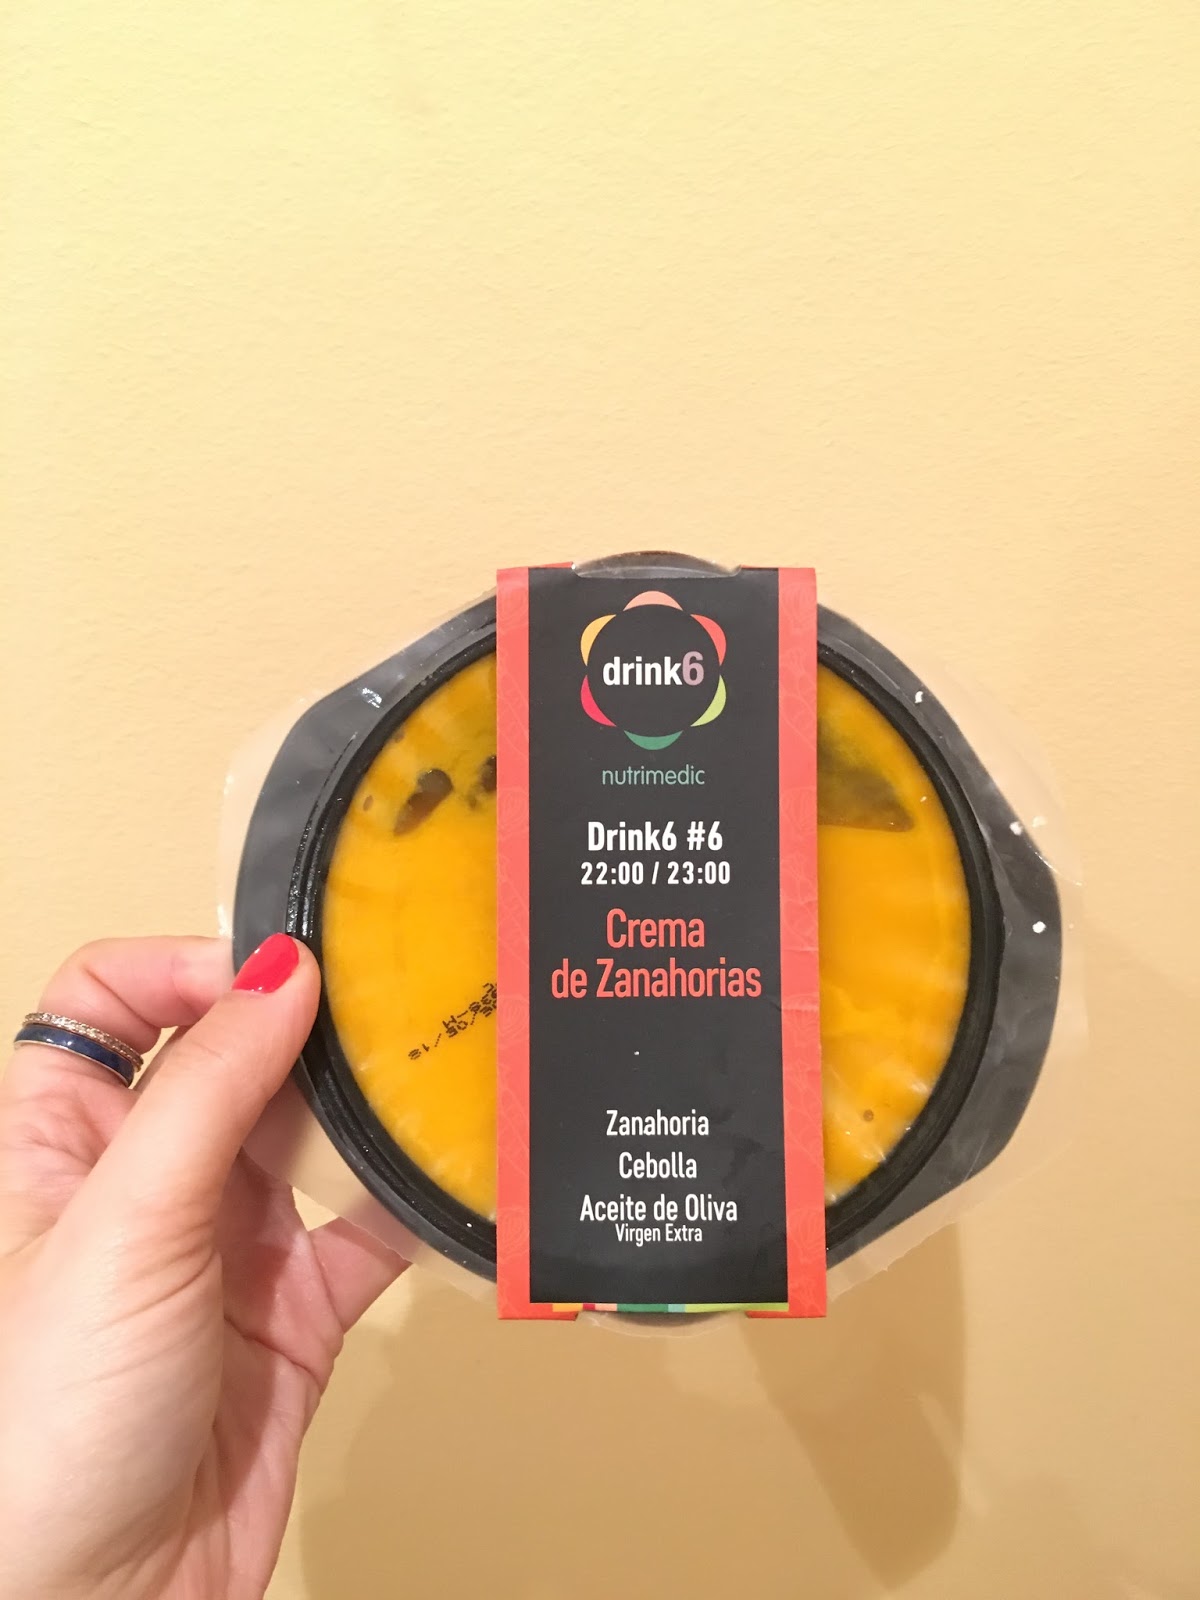 drink6
nutrimedic
Drink6 #6
22:00 / 23:00
Crema
de Zanahorias
Zanahoria
Cebolla
Aceite de Oliva
Virgen Extra